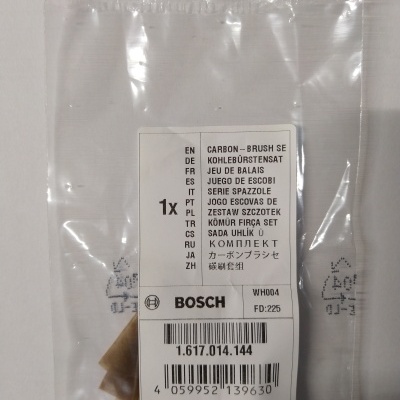 EN CARBON-BRUSH SE
DE KOHLEBÜRSTENSAT
FR JEU DE BALAIS
ES JUEGO DE ESCOBI
IT SERIE SPAZZOLE
1x PT JOGO ESCOVAS DE
PL ZESTAW SZCZOTEK
TR KÖMÜR FIRÇA SET
CS SADA UHLÍK Ů
RU КОМПЛЕКТ
JA カーボンブラシセ
ZH 碳刷套组
BOSCH
WH004
FD:225
1.617.014.144
4 059952 139630
04